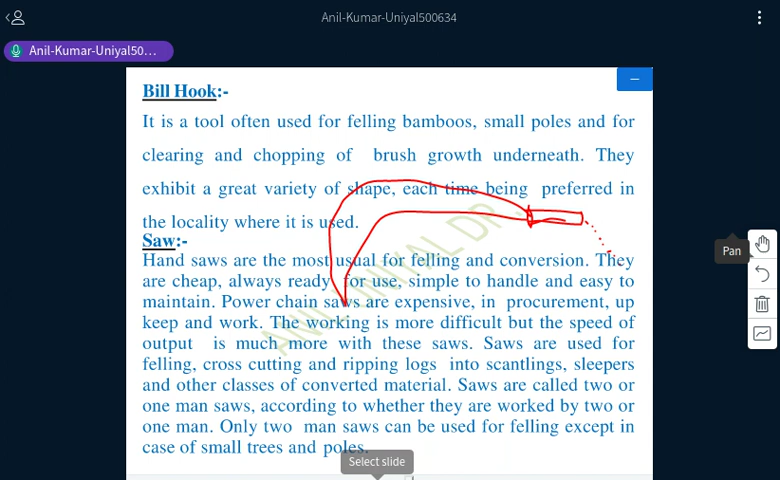 Anil-Kumar-Uniyal500634
Anil-Kumar-Uniyal50...
Bill Hook:-
It is a tool often used for felling bamboos, small poles and for
clearing and chopping of brush growth underneath. They
exhibit a great variety of shape, each time being preferred in
the locality where it is used.
Saw:-
Hand saws are the most usual for felling and conversion. They
are cheap, always ready for use, simple to handle and easy to
maintain. Power chain saws are expensive, in procurement, up
keep and work. The working is more difficult but the speed of
output is much more with these saws. Saws are used for
felling, cross cutting and ripping logs into scantlings, sleepers
and other classes of converted material. Saws are called two or
one man saws, according to whether they are worked by two or
one man. Only two man saws can be used for felling except in
case of small trees and poles.
ANIL UNIYAL DR.
Pan
Select slide